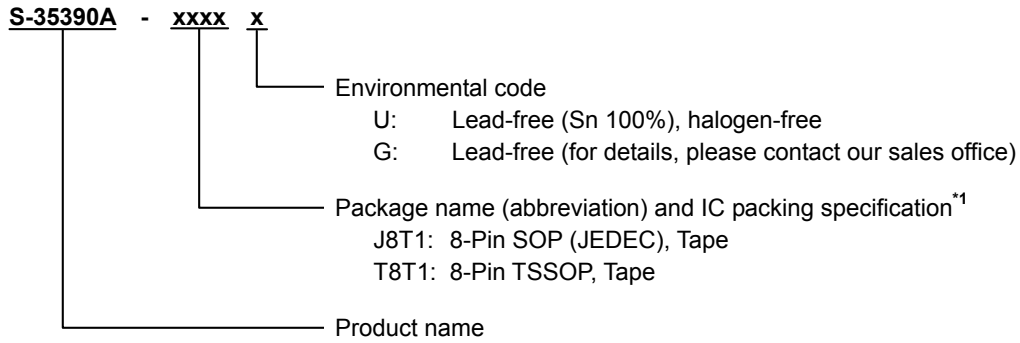 S-35390A - xxxx x
Environmental code
U: Lead-free (Sn 100%), halogen-free
G: Lead-free (for details, please contact our sales office)
Package name (abbreviation) and IC packing specification*1
J8T1: 8-Pin SOP (JEDEC), Tape
T8T1: 8-Pin TSSOP, Tape
Product name